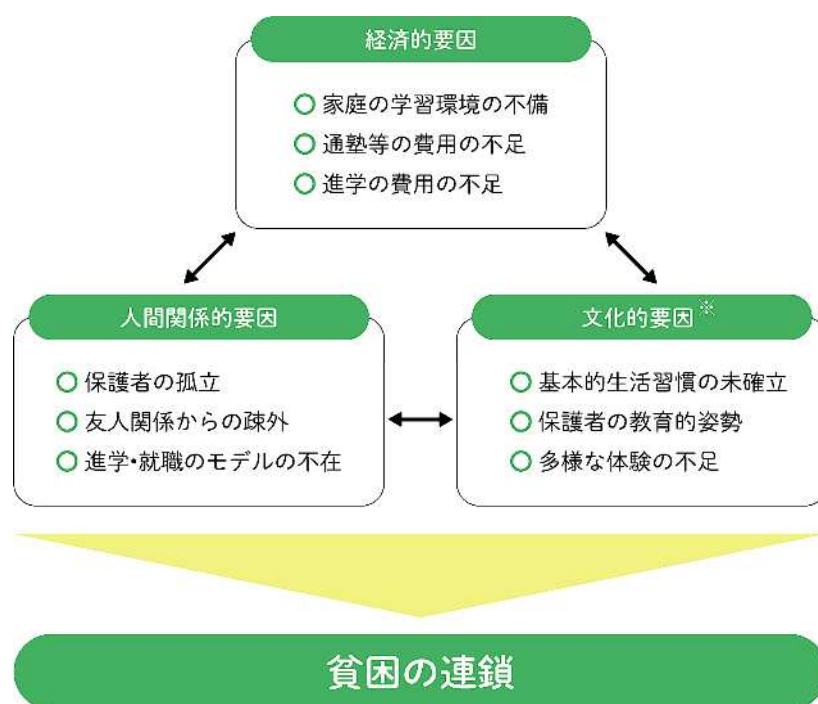 経済的要因
家庭の学習環境の不備
通塾等の費用の不足
進学の費用の不足
人間関係的要因
保護者の孤立
友人関係からの疎外
進学・就職のモデルの不在
文化的要因※
基本的生活習慣の未確立
保護者の教育的姿勢
多様な体験の不足
貧困の連鎖